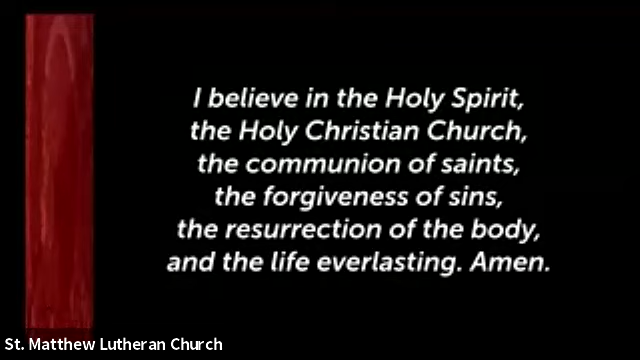 I believe in the Holy Spirit,
the Holy Christian Church,
the communion of saints,
the forgiveness of sins,
the resurrection of the body,
and the life everlasting. Amen.
St. Matthew Lutheran Church